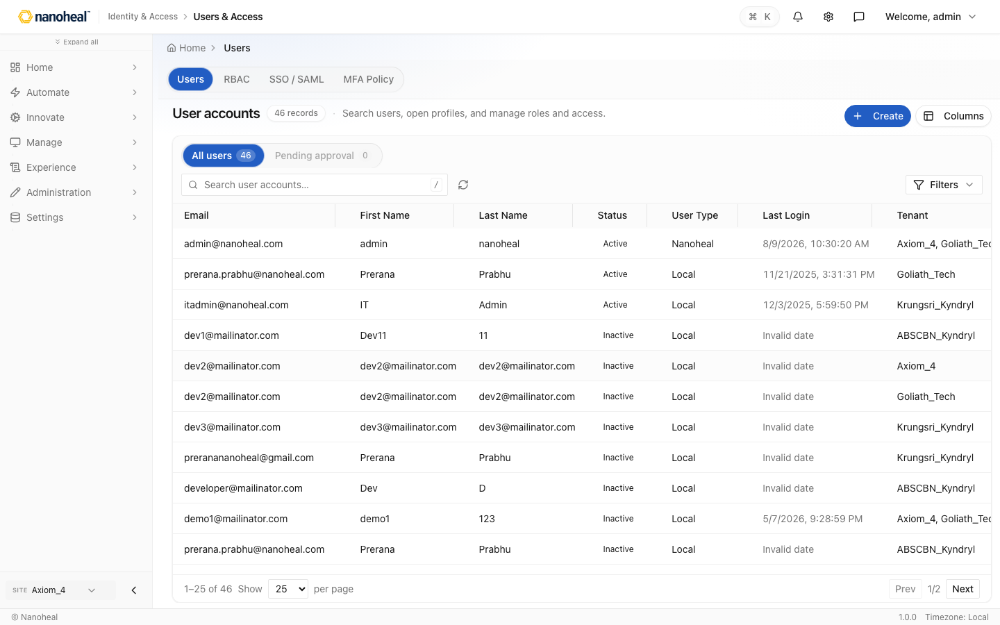 nanoheal™ Identity & Access > Users & Access ⌘ K Welcome, admin
Expand all
Home
Automate
Innovate
Manage
Experience
Administration
Settings
SITE Axiom_4
Home > Users
Users RBAC SSO / SAML MFA Policy
User accounts 46 records · Search users, open profiles, and manage roles and access. + Create Columns
All users 46 Pending approval 0
Search user accounts... / Filters
Email First Name Last Name Status User Type Last Login Tenant
admin@nanoheal.com admin nanoheal Active Nanoheal 8/9/2026, 10:30:20 AM Axiom_4, Goliath_Tec
prerana.prabhu@nanoheal.com Prerana Prabhu Active Local 11/21/2025, 3:31:31 PM Goliath_Tech
itadmin@nanoheal.com IT Admin Active Local 12/3/2025, 5:59:50 PM Krungsri_Kyndryl
dev1@mailinator.com Dev11 11 Inactive Local Invalid date ABSCBN_Kyndryl
dev2@mailinator.com dev2@mailinator.com dev2@mailinator.com Inactive Local Invalid date Axiom_4
dev2@mailinator.com dev2@mailinator.com dev2@mailinator.com Inactive Local Invalid date Goliath_Tech
dev3@mailinator.com dev3@mailinator.com dev3@mailinator.com Inactive Local Invalid date Krungsri_Kyndryl
prerananaoheal@gmail.com Prerana Prabhu Inactive Local Invalid date Krungsri_Kyndryl
developer@mailinator.com Dev D Inactive Local Invalid date ABSCBN_Kyndryl
demo1@mailinator.com demo1 123 Inactive Local 5/7/2026, 9:28:59 PM Axiom_4, Goliath_Tec
prerana.prabhu@nanoheal.com Prerana Prabhu Inactive Local Invalid date ABSCBN_Kyndryl
1–25 of 46 Show 25 per page Prev 1/2 Next
© Nanoheal 1.0.0 Timezone: Local